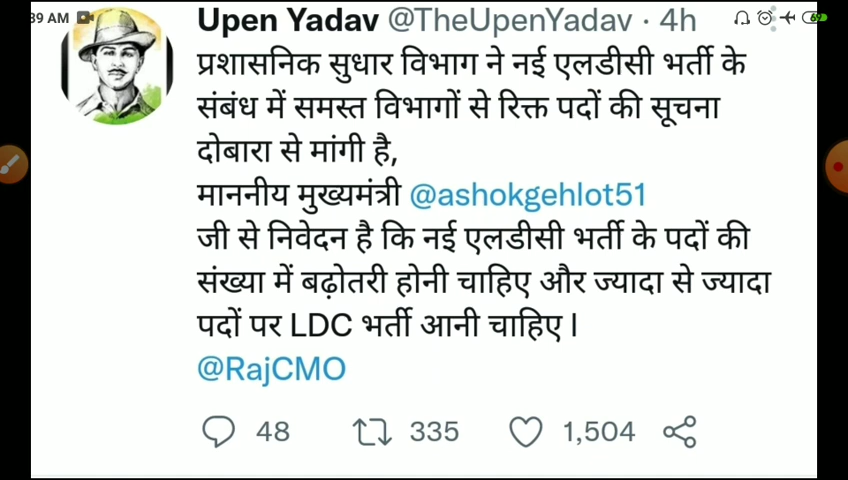 39 AM 69
Upen Yadav @TheUpenYadav · 4h
प्रशासनिक सुधार विभाग ने नई एलडीसी भर्ती के
संबंध में समस्त विभागों से रिक्त पदों की सूचना
दोबारा से मांगी है,
माननीय मुख्यमंत्री @ashokgehlot51
जी से निवेदन है कि नई एलडीसी भर्ती के पदों की
संख्या में बढ़ोतरी होनी चाहिए और ज्यादा से ज्यादा
पदों पर LDC भर्ती आनी चाहिए l
@RajCMO
48 335 1,504